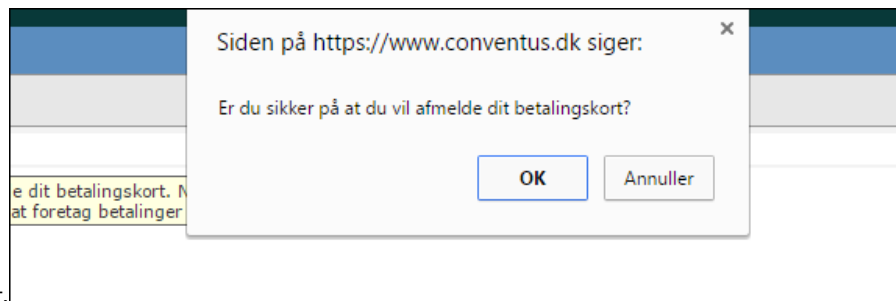 Siden på https://www.conventus.dk siger:
Er du sikker på at du vil afmelde dit betalingskort?
OK Annuller
e dit betalingskort. N
at foretag betalinger